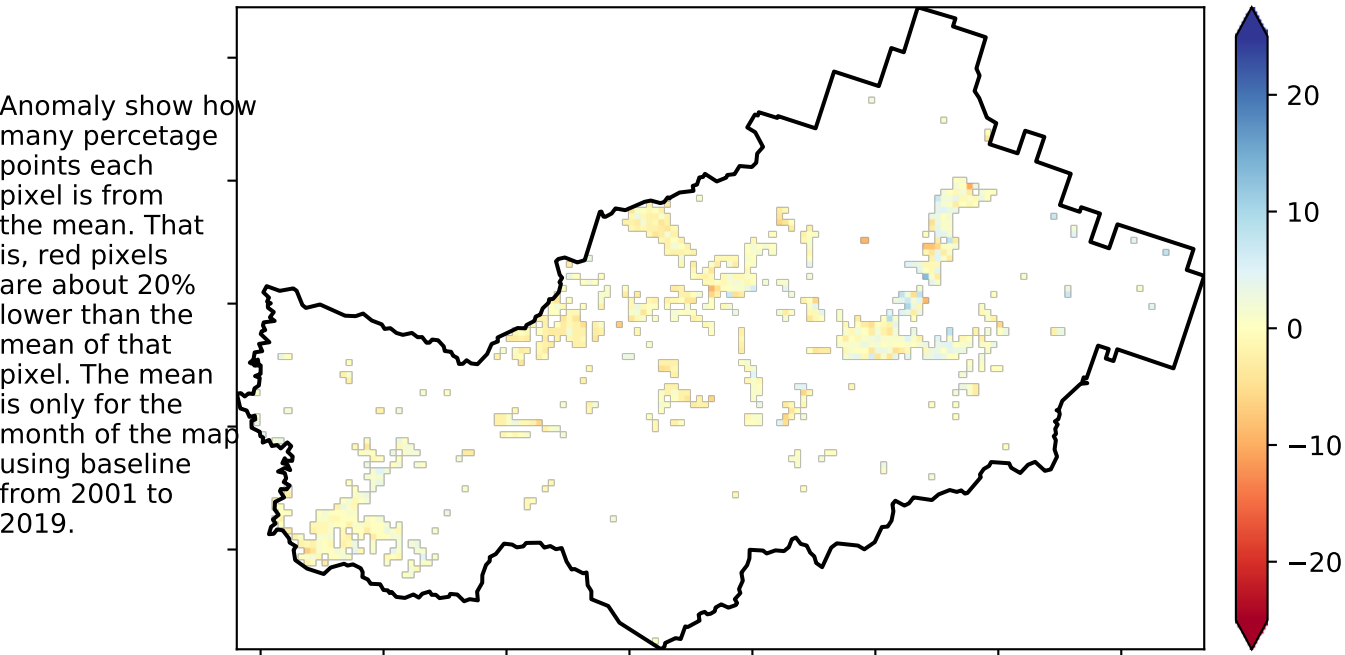 Anomaly show how
many percetage
points each
pixel is from
the mean. That
is, red pixels
are about 20%
lower than the
mean of that
pixel. The mean
is only for the
month of the map
using baseline
from 2001 to
2019.
20
10
0
−10
−20